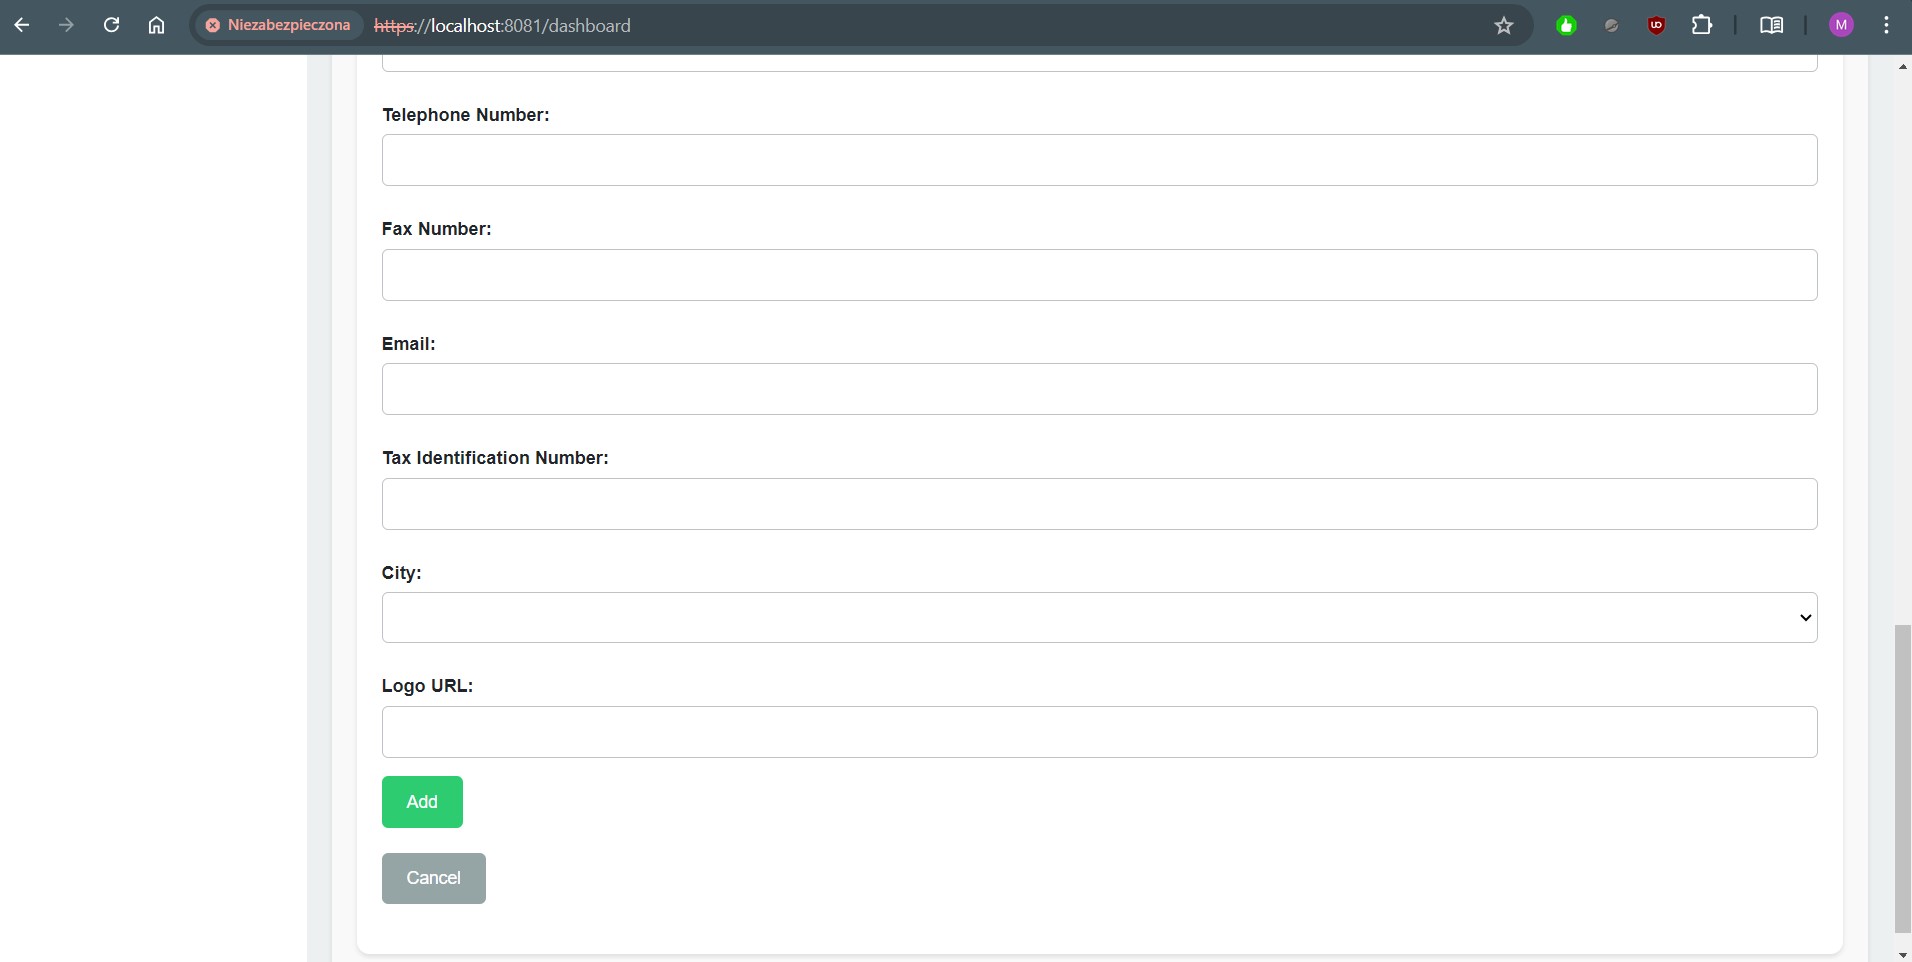 Niezabezpieczona https://localhost:8081/dashboard
M
Telephone Number:
Fax Number:
Email:
Tax Identification Number:
City:
Logo URL:
Add
Cancel